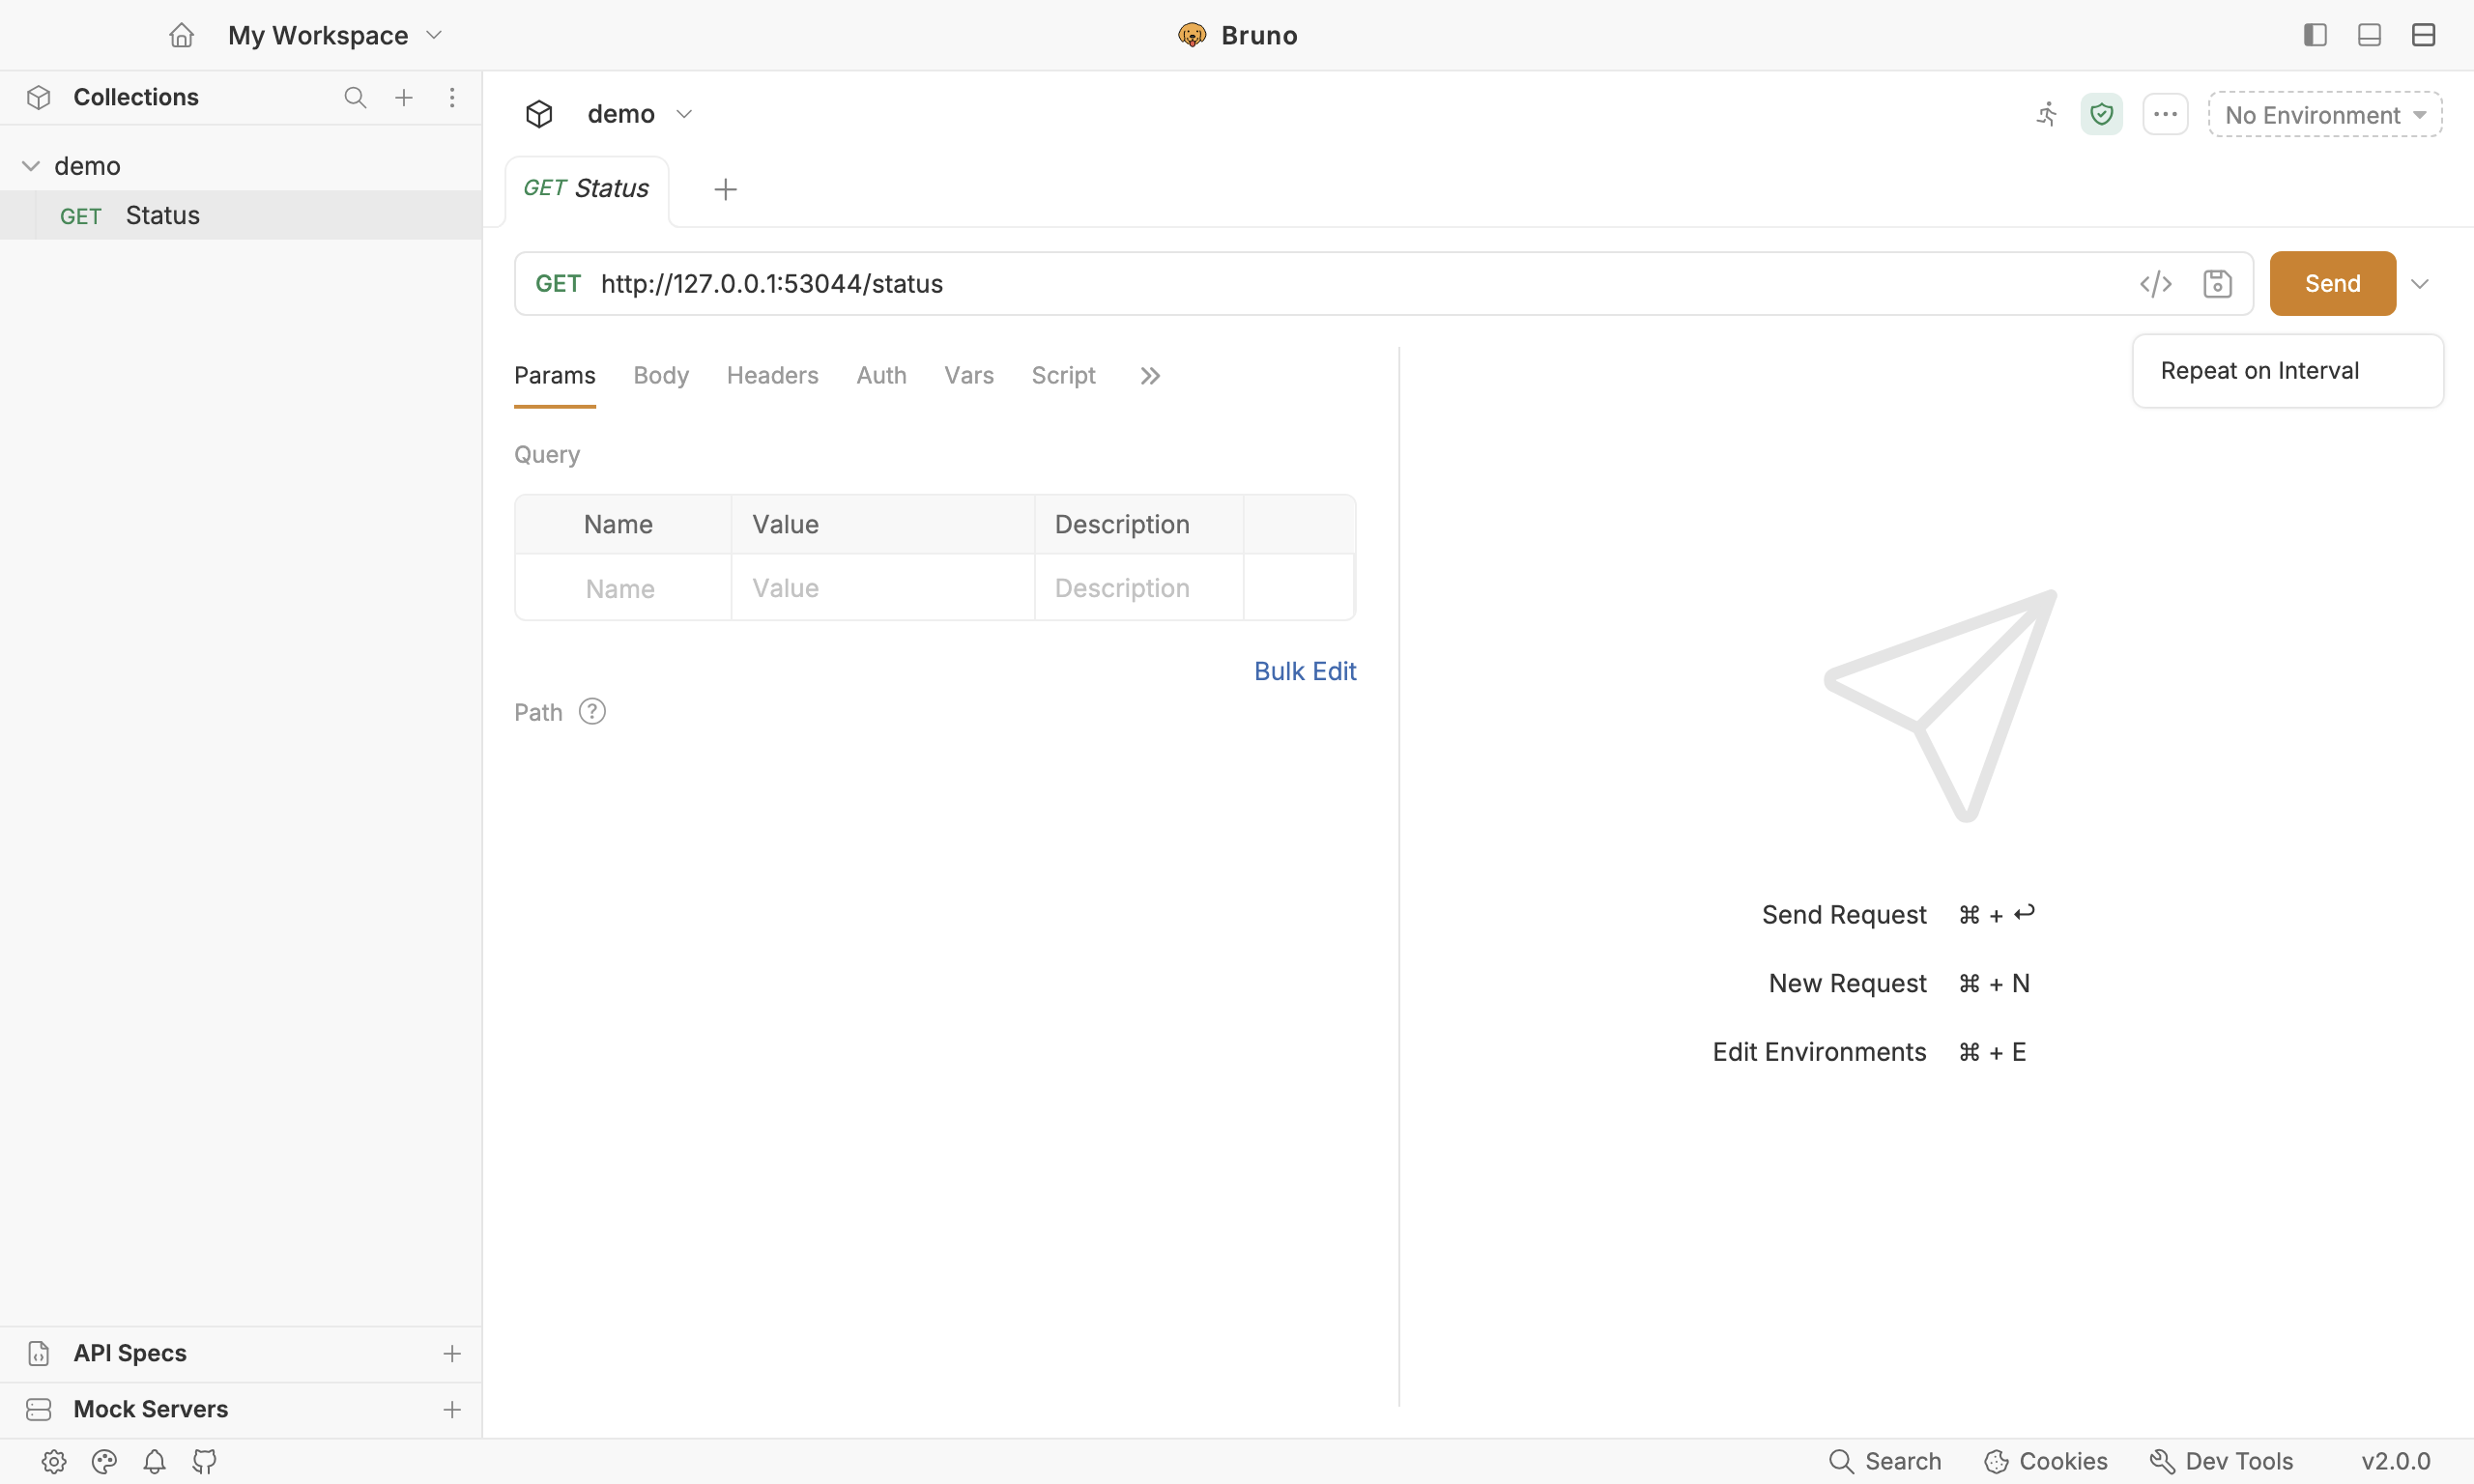 My Workspace
Bruno
Collections
demo
GET Status
demo
No Environment
GET Status
GET http://127.0.0.1:53044/status
Send
Repeat on Interval
Params Body Headers Auth Vars Script
Query
Name Value Description
Name Value Description
Bulk Edit
Path ?
Send Request ⌘ + ↩
New Request ⌘ + N
Edit Environments ⌘ + E
API Specs
Mock Servers
Search Cookies Dev Tools v2.0.0